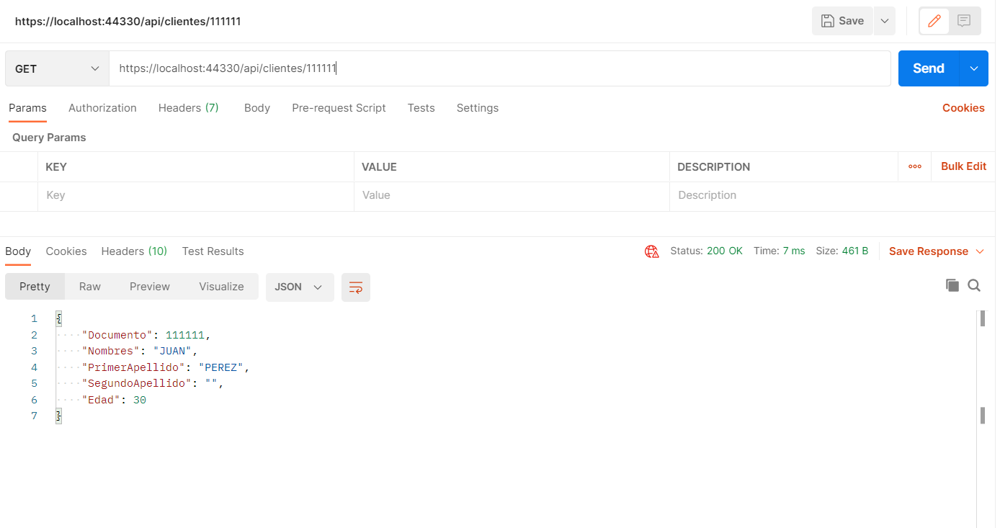 https://localhost:44330/api/clientes/111111
Save
GET
https://localhost:44330/api/clientes/111111
Send
Params Authorization Headers (7) Body Pre-request Script Tests Settings Cookies
Query Params
KEY VALUE DESCRIPTION ooo Bulk Edit
Key Value Description
Body Cookies Headers (10) Test Results Status: 200 OK Time: 7 ms Size: 461 B Save Response
Pretty Raw Preview Visualize JSON
1 {
2 ····"Documento": 111111,
3 ····"Nombres": "JUAN",
4 ····"PrimerApellido": "PEREZ",
5 ····"SegundoApellido": "",
6 ····"Edad": 30
7 }